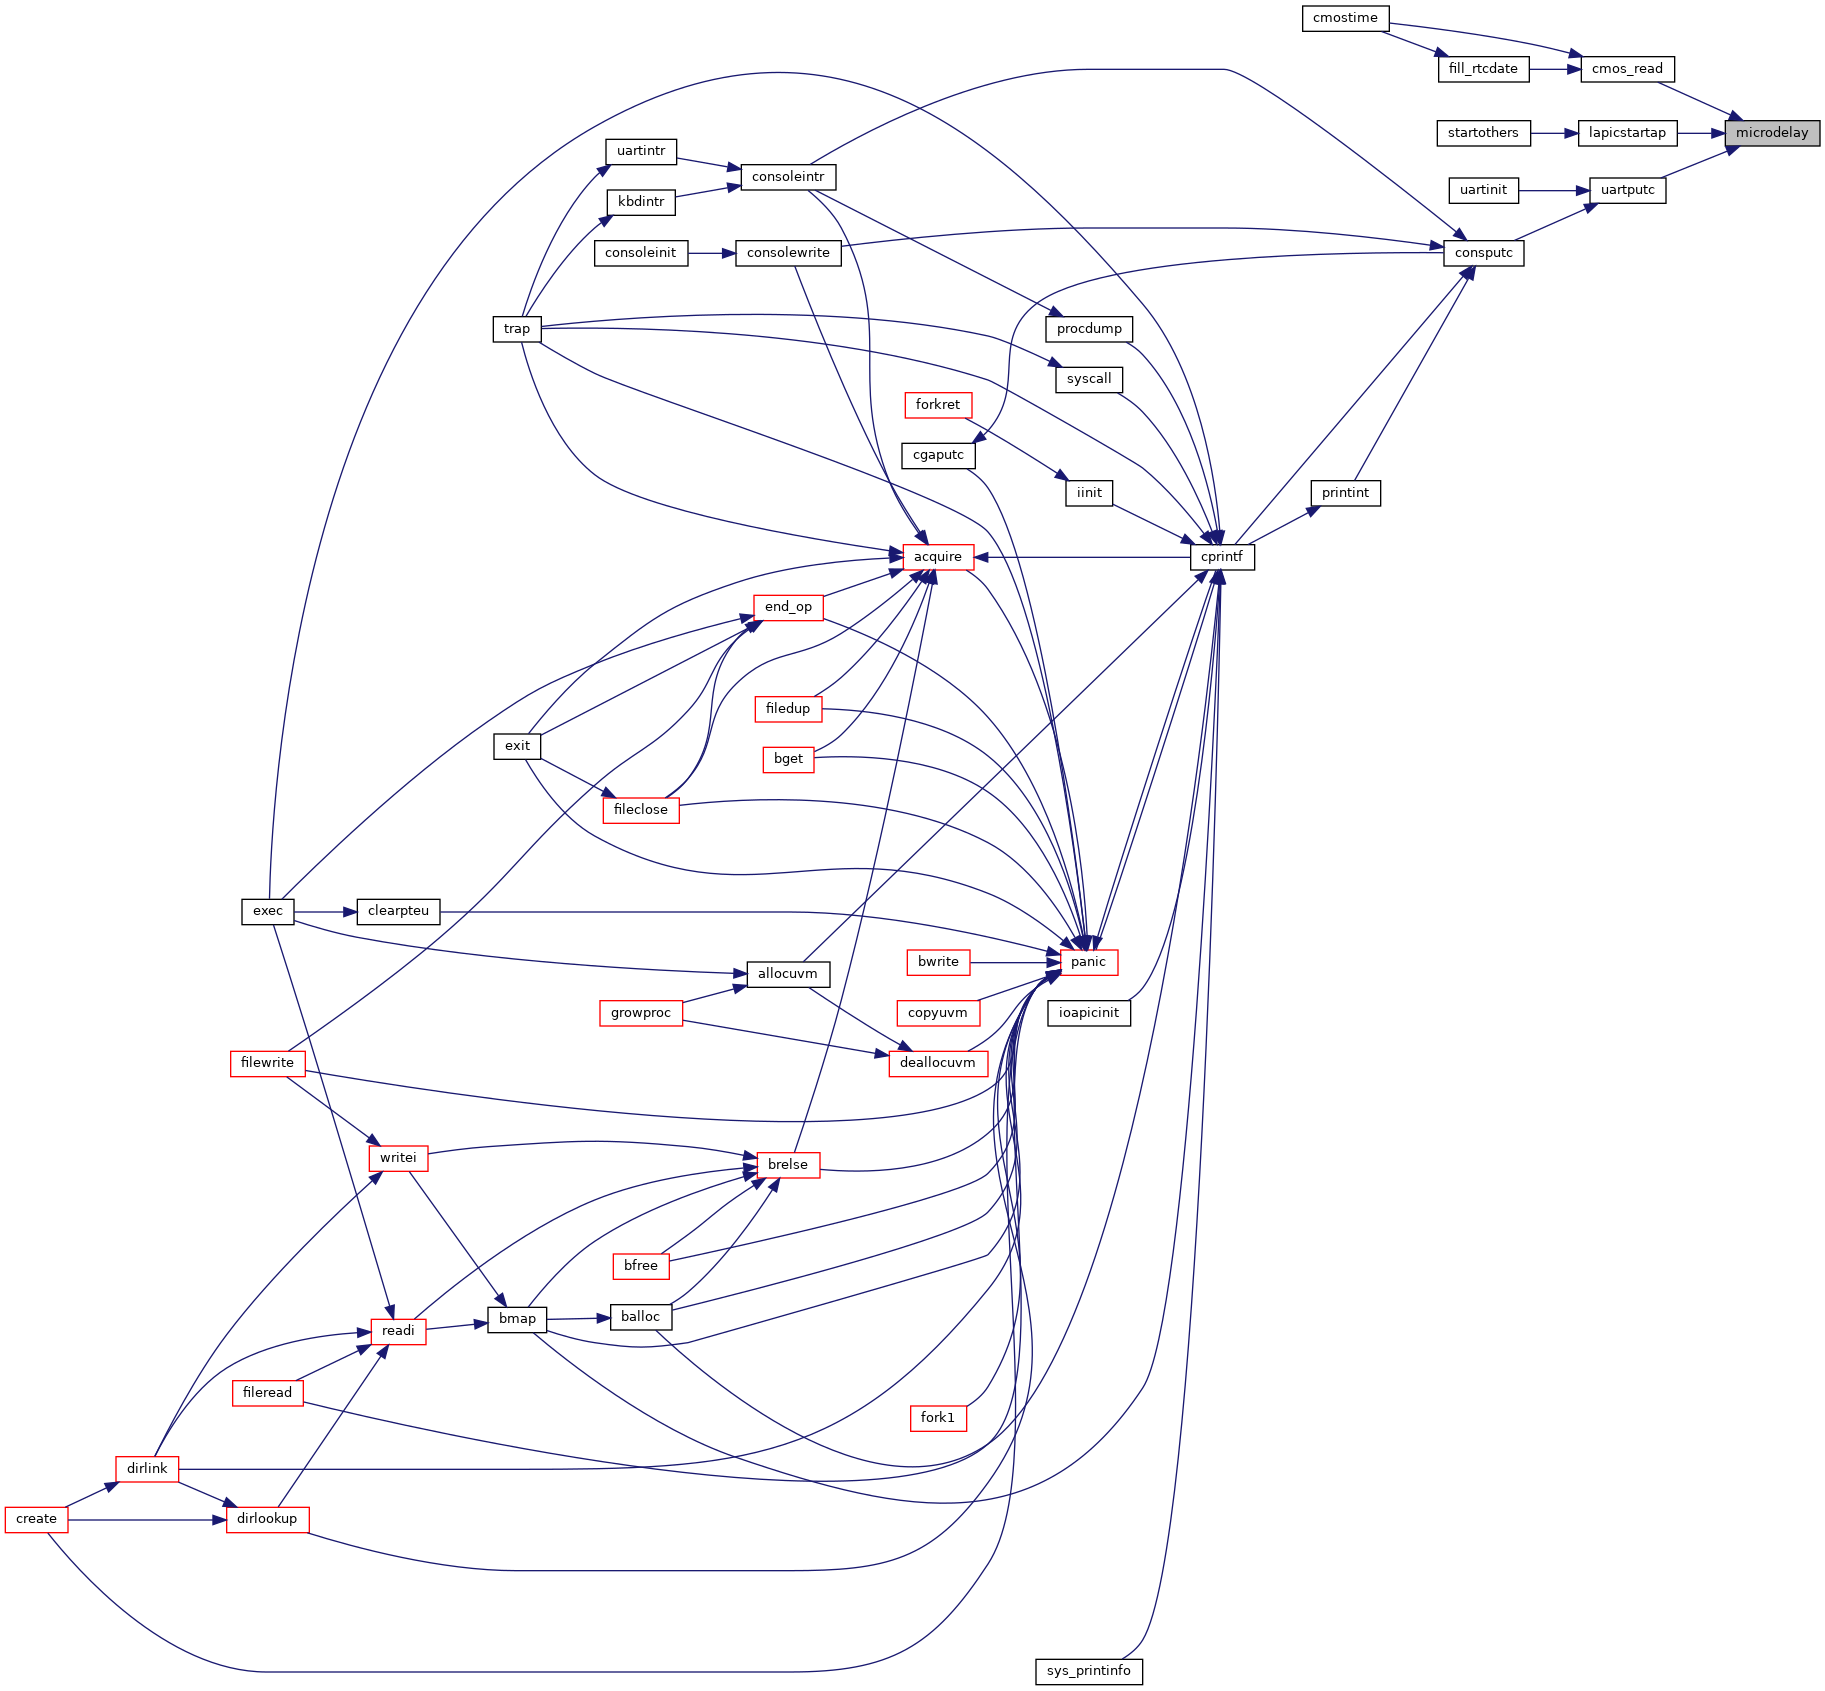 cmostime
fill_rtcdate
cmos_read
startothers
lapicstartap
microdelay
uartintr
consoleintr
uartinit
uartputc
kbdintr
consoleinit
consolewrite
consputc
trap
procdump
syscall
forkret
cgaputc
iinit
printint
acquire
cprintf
end_op
filedup
exit
bget
fileclose
exec
clearpteu
bwrite
panic
allocuvm
growproc
copyuvm
ioapicinit
filewrite
deallocuvm
writei
brelse
bfree
balloc
bmap
readi
fileread
fork1
dirlink
create
dirlookup
sys_printinfo